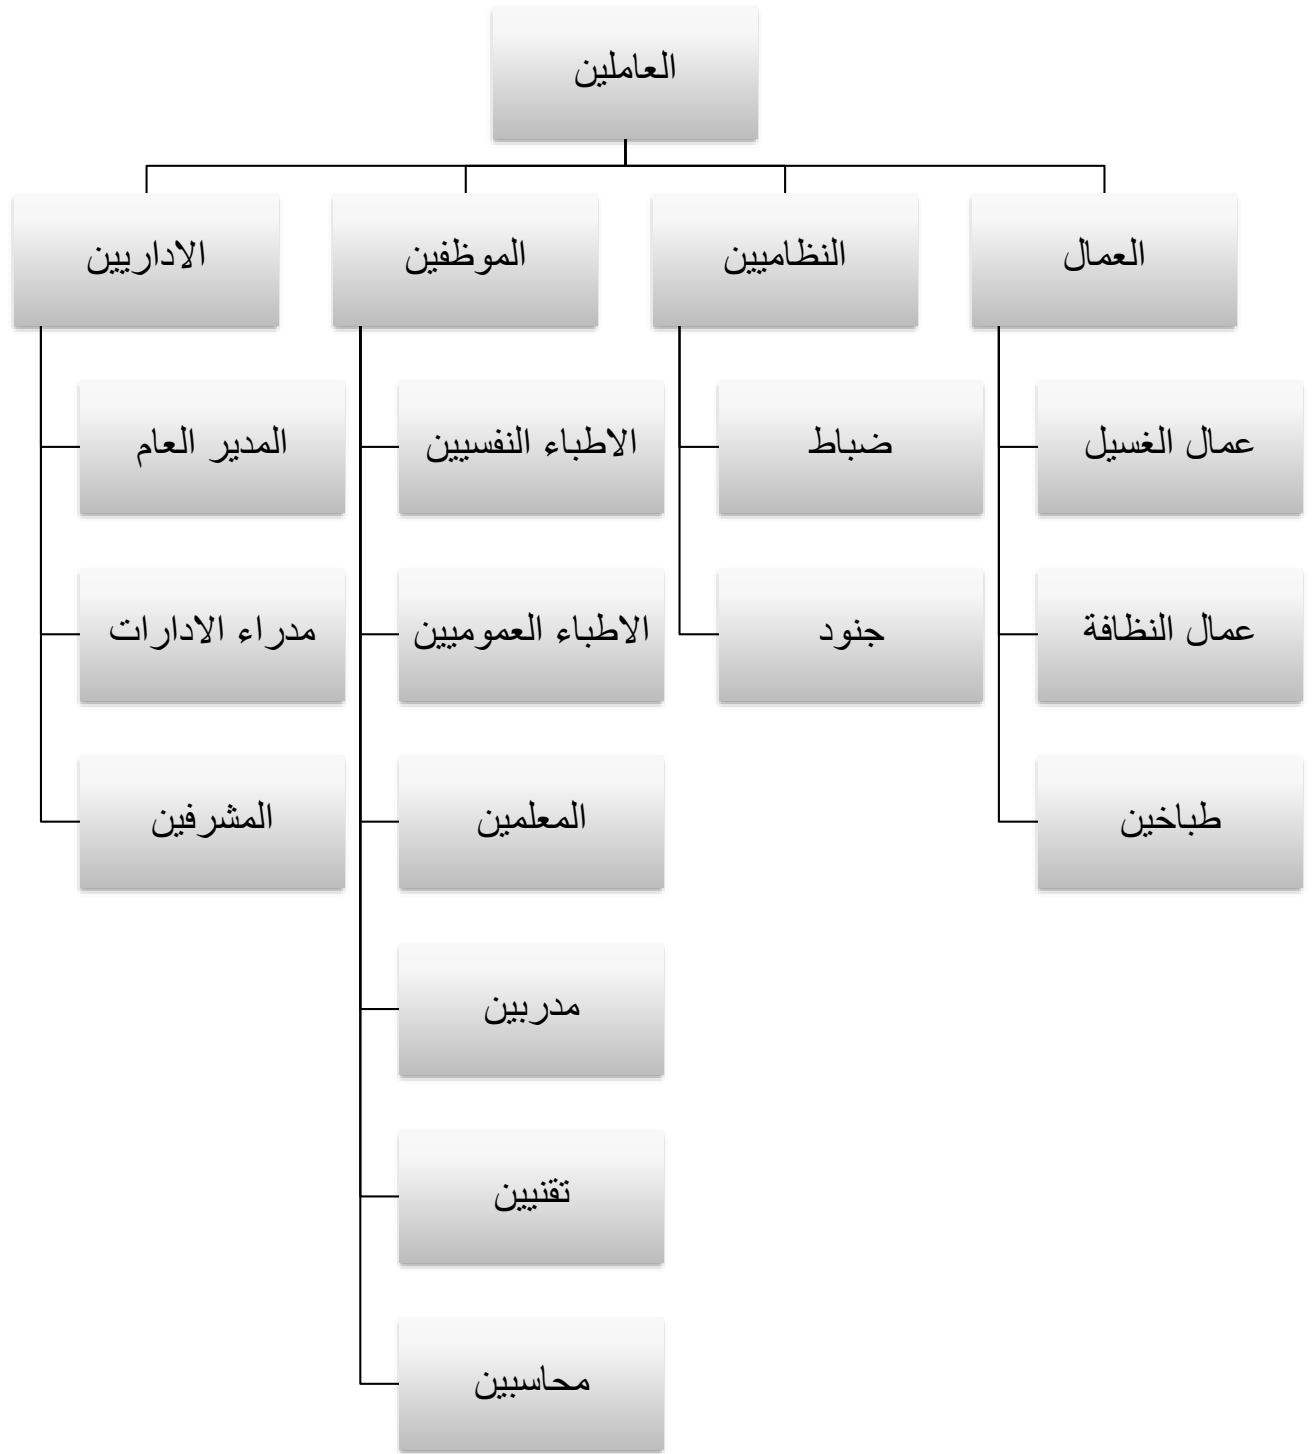 العاملين
العمال
النظاميين
الموظفين
الاداريين
عمال الغسيل
ضباط
الاطباء النفسيين
المدير العام
عمال النظافة
جنود
الاطباء العموميين
مدراء الادارات
طباخين
المعلمين
المشرفين
مدربين
تقنيين
محاسبين